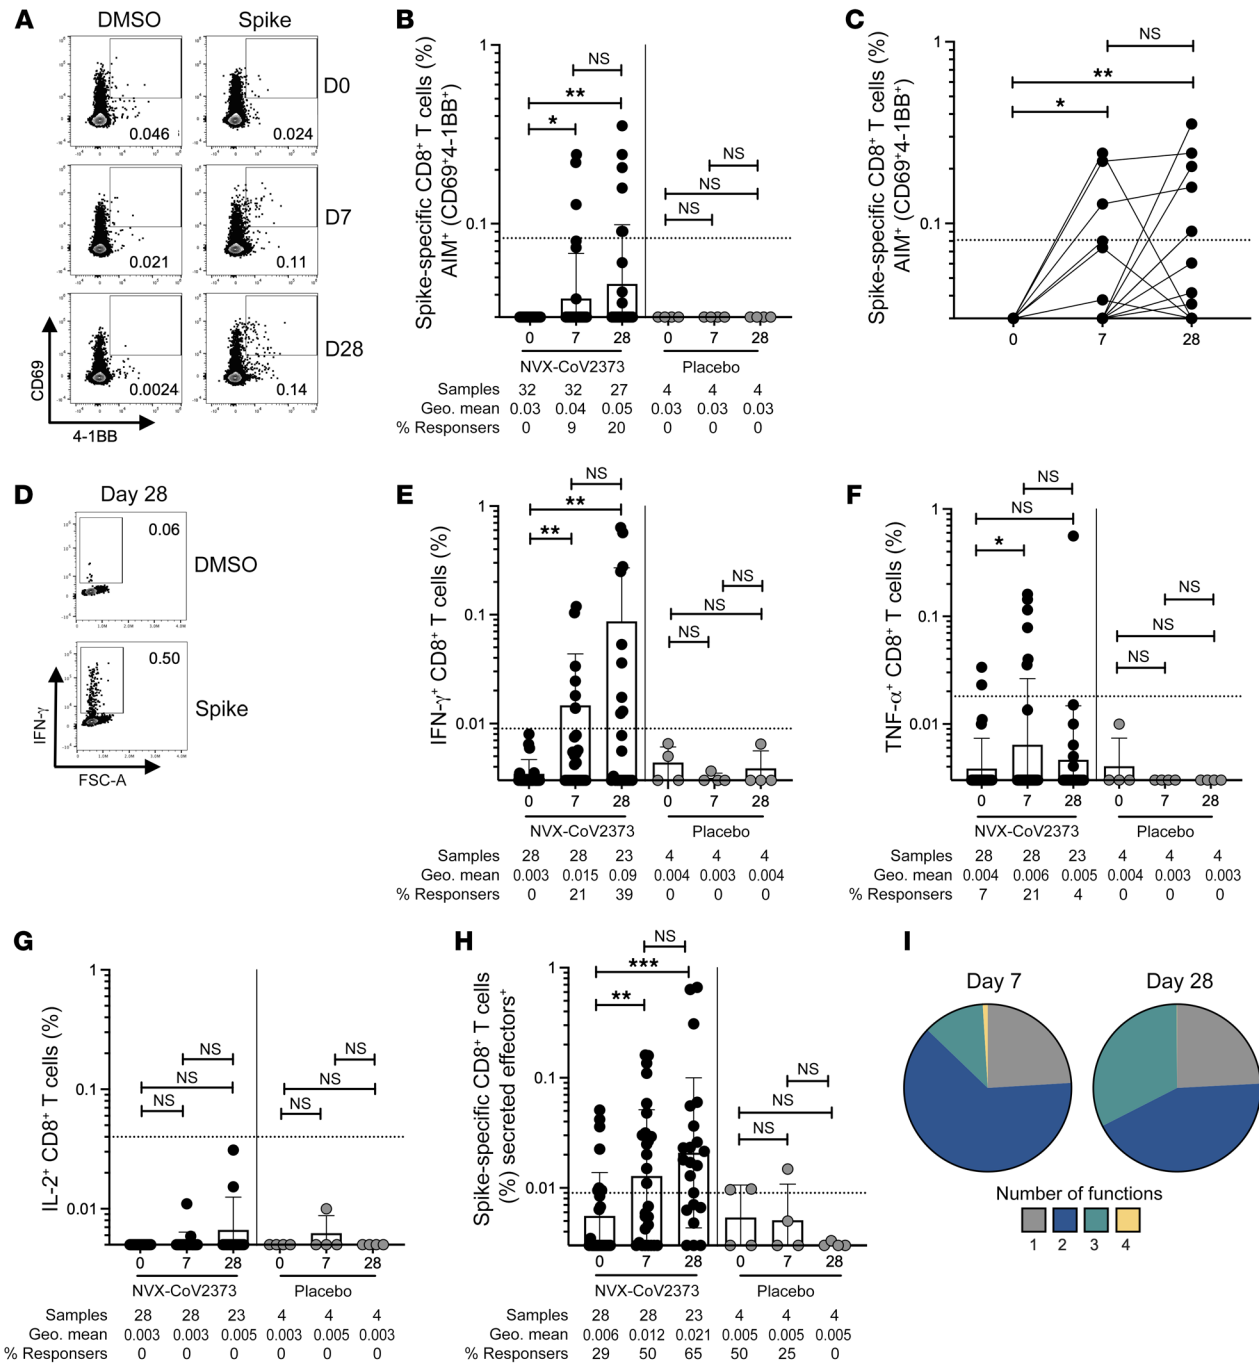 A
DMSO
Spike
D0
0.046
0.024
D7
0.021
0.11
D28
0.0024
0.14
CD69
4-1BB
B
Spike-specific CD8⁺ T cells (%)
AIM⁺ (CD69⁺4-1BB⁺)
1
0.1
NS
**
*
NS
NS
NS
0 7 28 0 7 28
NVX-CoV2373 Placebo
Samples 32 32 27 4 4 4
Geo. mean 0.03 0.04 0.05 0.03 0.03 0.03
% Responsers 0 9 20 0 0 0
C
Spike-specific CD8⁺ T cells (%)
AIM⁺ (CD69⁺4-1BB⁺)
1
0.1
NS
**
*
0 7 28
D
Day 28
0.06
DMSO
0.50
Spike
IFN-γ
FSC-A
0 1.0M 2.0M 3.0M 4.0M
E
IFN-γ⁺ CD8⁺ T cells (%)
1
0.1
0.01
NS
**
**
NS
NS
NS
0 7 28 0 7 28
NVX-CoV2373 Placebo
Samples 28 28 23 4 4 4
Geo. mean 0.003 0.015 0.09 0.004 0.003 0.004
% Responsers 0 21 39 0 0 0
F
TNF-α⁺ CD8⁺ T cells (%)
1
0.1
0.01
NS
NS
*
NS
NS
NS
0 7 28 0 7 28
NVX-CoV2373 Placebo
Samples 28 28 23 4 4 4
Geo. mean 0.004 0.006 0.005 0.004 0.003 0.003
% Responsers 7 21 4 0 0 0
G
IL-2⁺ CD8⁺ T cells (%)
1
0.1
0.01
NS
NS
NS
NS
NS
NS
0 7 28 0 7 28
NVX-CoV2373 Placebo
Samples 28 28 23 4 4 4
Geo. mean 0.003 0.003 0.005 0.003 0.005 0.003
% Responsers 0 0 0 0 0 0
H
Spike-specific CD8⁺ T cells
(%) secreted effectors⁺
1
0.1
0.01
NS
***
**
NS
NS
NS
0 7 28 0 7 28
NVX-CoV2373 Placebo
Samples 28 28 23 4 4 4
Geo. mean 0.006 0.012 0.021 0.005 0.005 0.005
% Responsers 29 50 65 50 25 0
I
Day 7
Day 28
Number of functions
1 2 3 4